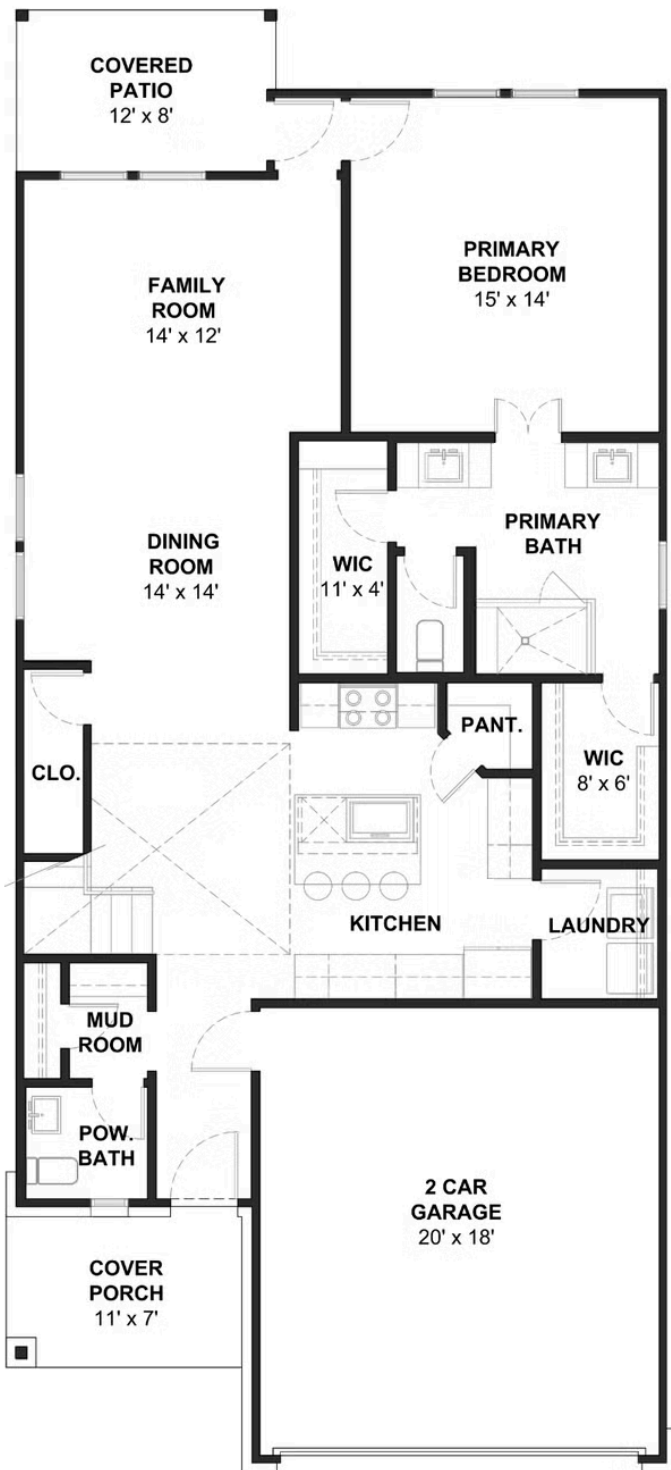 COVERED
PATIO
12' x 8'
PRIMARY
BEDROOM
15' x 14'
FAMILY
ROOM
14' x 12'
DINING
ROOM
14' x 14'
WIC
11' x 4'
PRIMARY
BATH
CLO.
PANT.
WIC
8' x 6'
KITCHEN
LAUNDRY
MUD
ROOM
POW.
BATH
2 CAR
GARAGE
20' x 18'
COVER
PORCH
11' x 7'